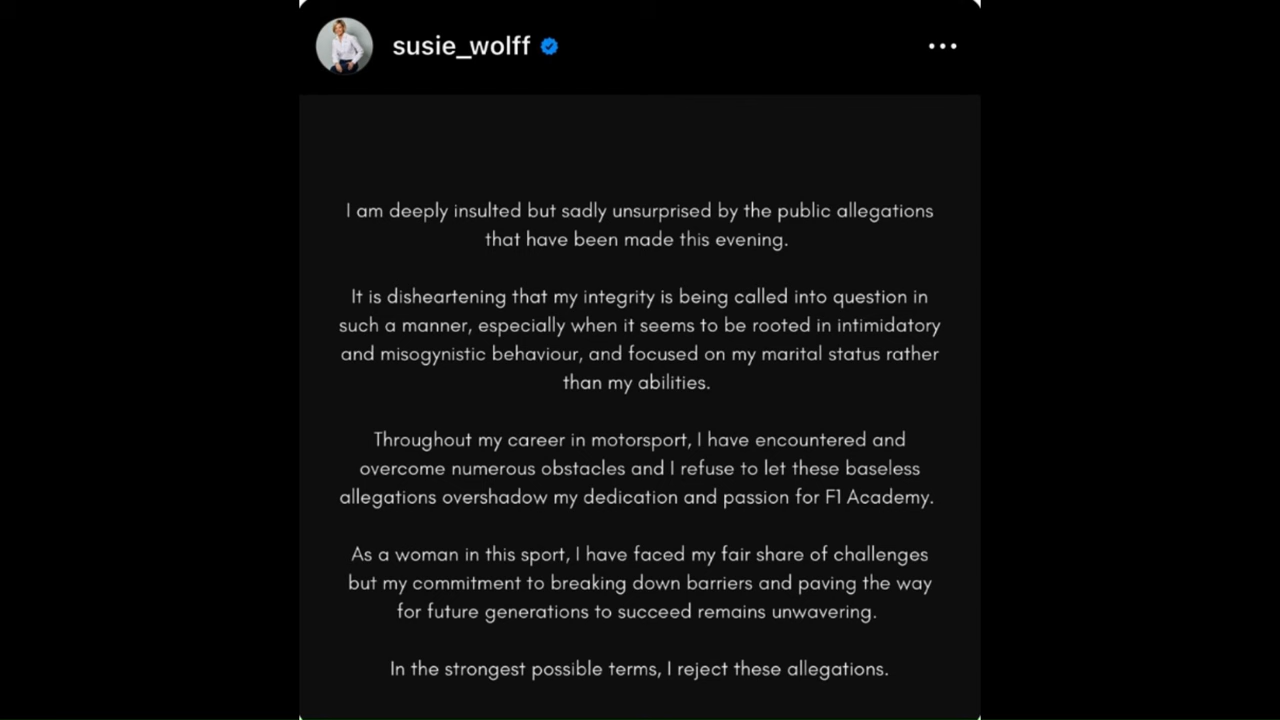 susie_wolff
I am deeply insulted but sadly unsurprised by the public allegations
that have been made this evening.
It is disheartening that my integrity is being called into question in
such a manner, especially when it seems to be rooted in intimidatory
and misogynistic behaviour, and focused on my marital status rather
than my abilities.
Throughout my career in motorsport, I have encountered and
overcome numerous obstacles and I refuse to let these baseless
allegations overshadow my dedication and passion for F1 Academy.
As a woman in this sport, I have faced my fair share of challenges
but my commitment to breaking down barriers and paving the way
for future generations to succeed remains unwavering.
In the strongest possible terms, I reject these allegations.